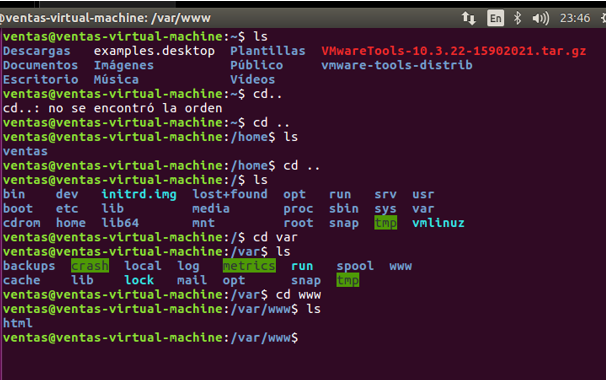 @ventas-virtual-machine: /var/www En 23:46
ventas@ventas-virtual-machine:~$ ls
Descargas examples.desktop Plantillas VMwareTools-10.3.22-15902021.tar.gz
Documentos Imágenes Público vmware-tools-distrib
Escritorio Música Vídeos
ventas@ventas-virtual-machine:~$ cd..
cd..: no se encontró la orden
ventas@ventas-virtual-machine:~$ cd ..
ventas@ventas-virtual-machine:/home$ ls
ventas
ventas@ventas-virtual-machine:/home$ cd ..
ventas@ventas-virtual-machine:/$ ls
bin dev initrd.img lost+found opt run srv usr
boot etc lib media proc sbin sys var
cdrom home lib64 mnt root snap tmp vmlinuz
ventas@ventas-virtual-machine:/$ cd var
ventas@ventas-virtual-machine:/var$ ls
backups crash local log metrics run spool www
cache lib lock mail opt snap tmp
ventas@ventas-virtual-machine:/var$ cd www
ventas@ventas-virtual-machine:/var/www$ ls
html
ventas@ventas-virtual-machine:/var/www$